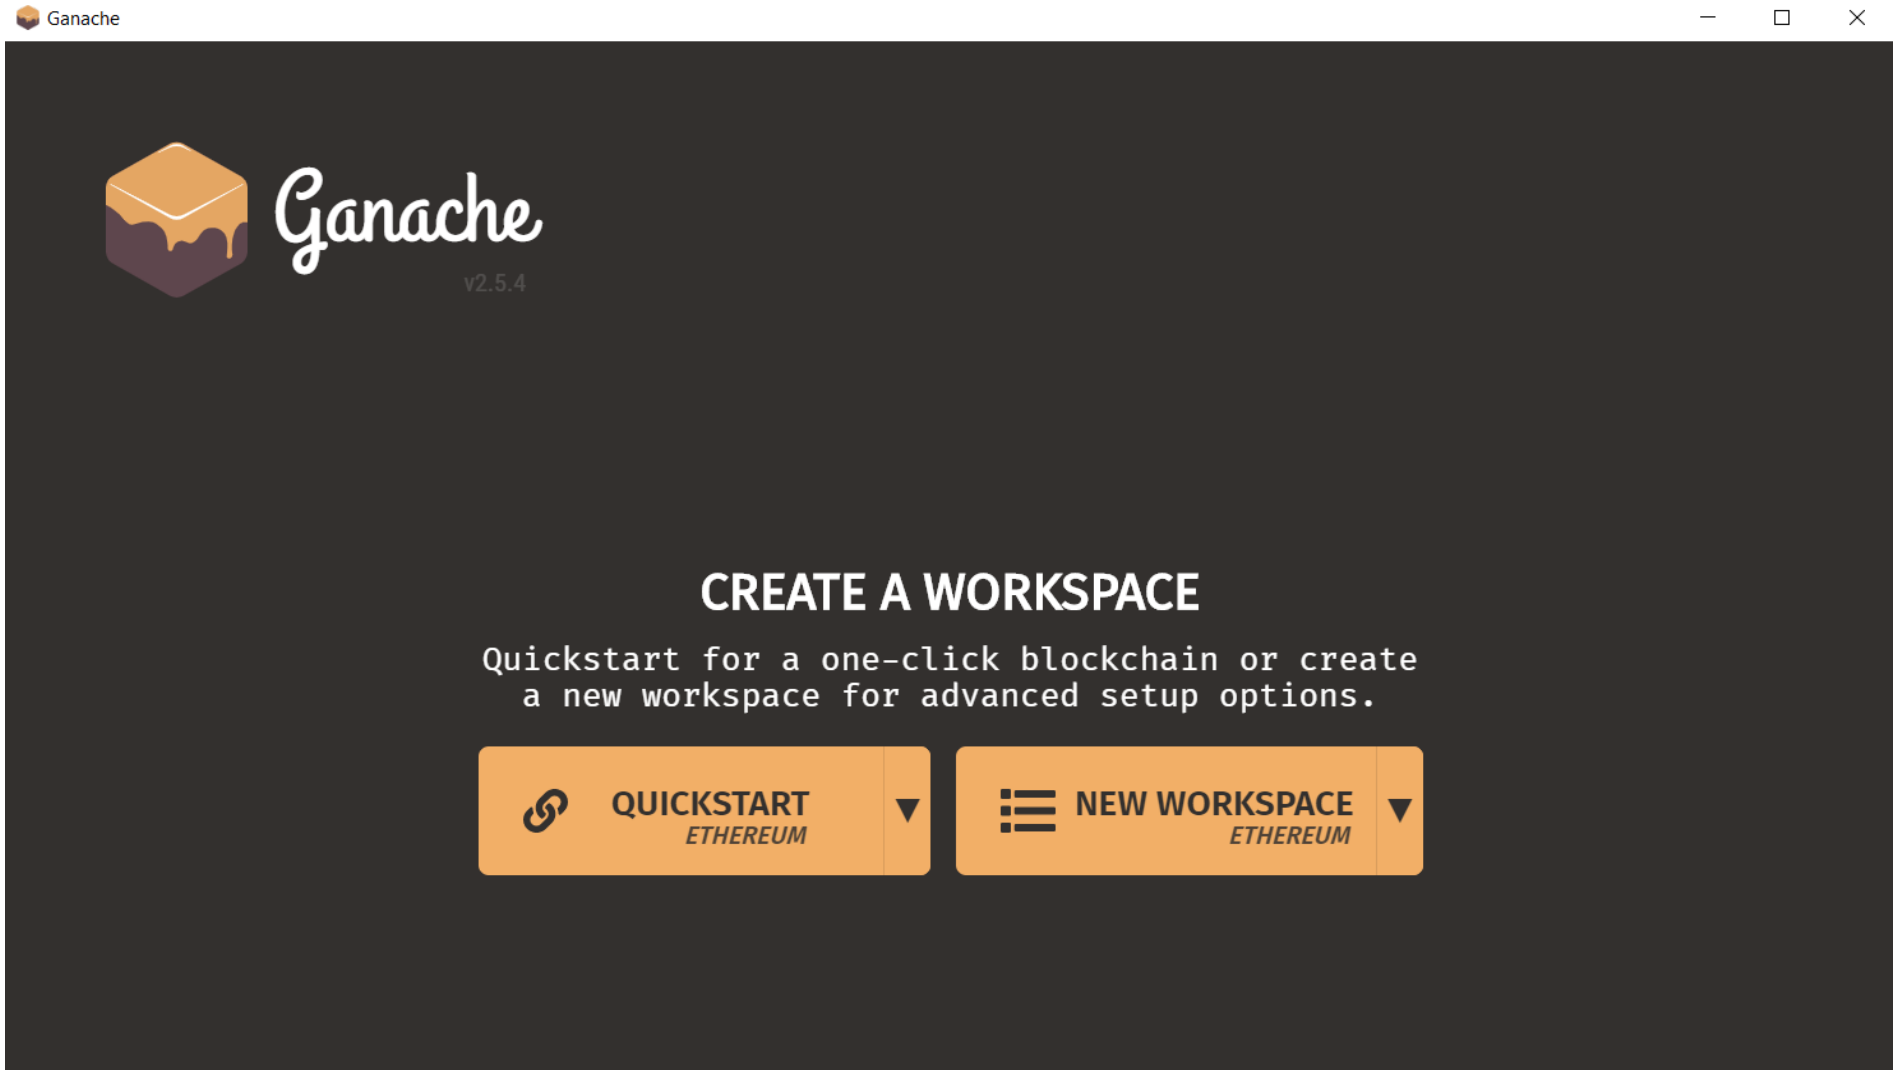 Ganache
Ganache
v2.5.4
CREATE A WORKSPACE
Quickstart for a one-click blockchain or create
a new workspace for advanced setup options.
QUICKSTART
ETHEREUM
NEW WORKSPACE
ETHEREUM